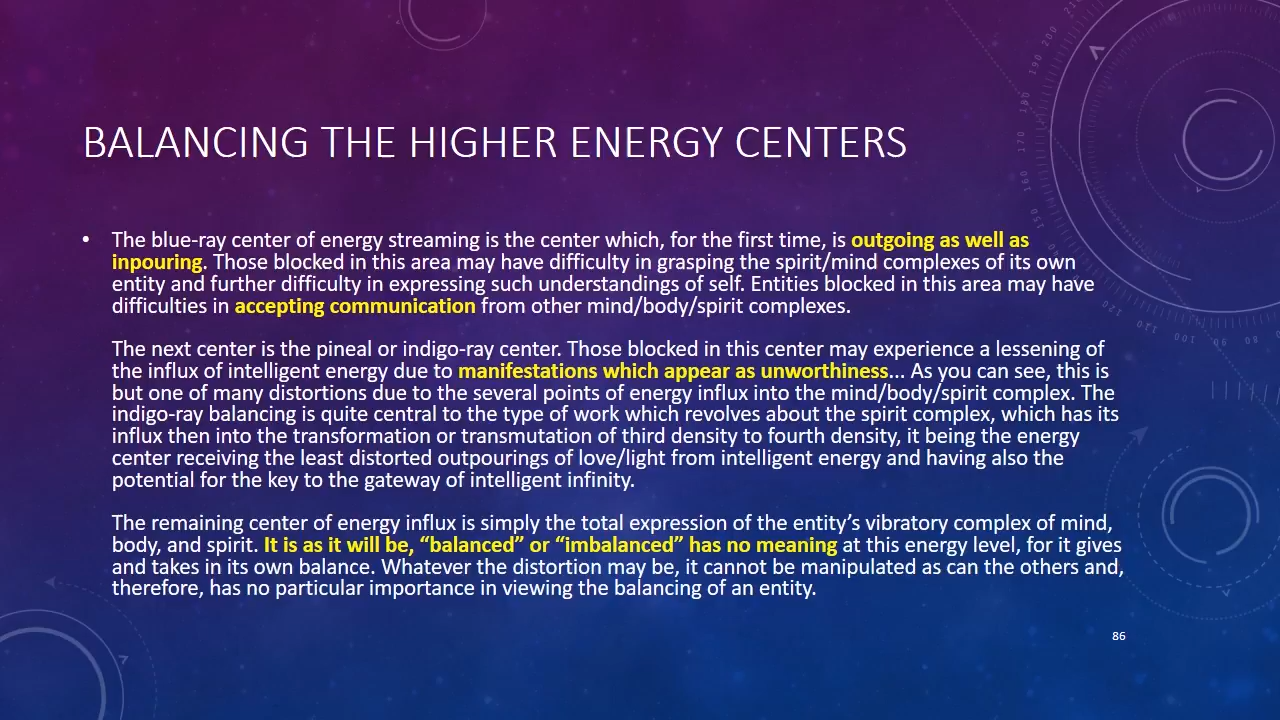 BALANCING THE HIGHER ENERGY CENTERS
• The blue-ray center of energy streaming is the center which, for the first time, is outgoing as well as
inpouring. Those blocked in this area may have difficulty in grasping the spirit/mind complexes of its own
entity and further difficulty in expressing such understandings of self. Entities blocked in this area may have
difficulties in accepting communication from other mind/body/spirit complexes.
The next center is the pineal or indigo-ray center. Those blocked in this center may experience a lessening of
the influx of intelligent energy due to manifestations which appear as unworthiness... As you can see, this is
but one of many distortions due to the several points of energy influx into the mind/body/spirit complex. The
indigo-ray balancing is quite central to the type of work which revolves about the spirit complex, which has its
influx then into the transformation or transmutation of third density to fourth density, it being the energy
center receiving the least distorted outpourings of love/light from intelligent energy and having also the
potential for the key to the gateway of intelligent infinity.
The remaining center of energy influx is simply the total expression of the entity’s vibratory complex of mind,
body, and spirit. It is as it will be, “balanced” or “imbalanced” has no meaning at this energy level, for it gives
and takes in its own balance. Whatever the distortion may be, it cannot be manipulated as can the others and,
therefore, has no particular importance in viewing the balancing of an entity.
86
210
200
190
180
170
160
150
120
110
100
90
80